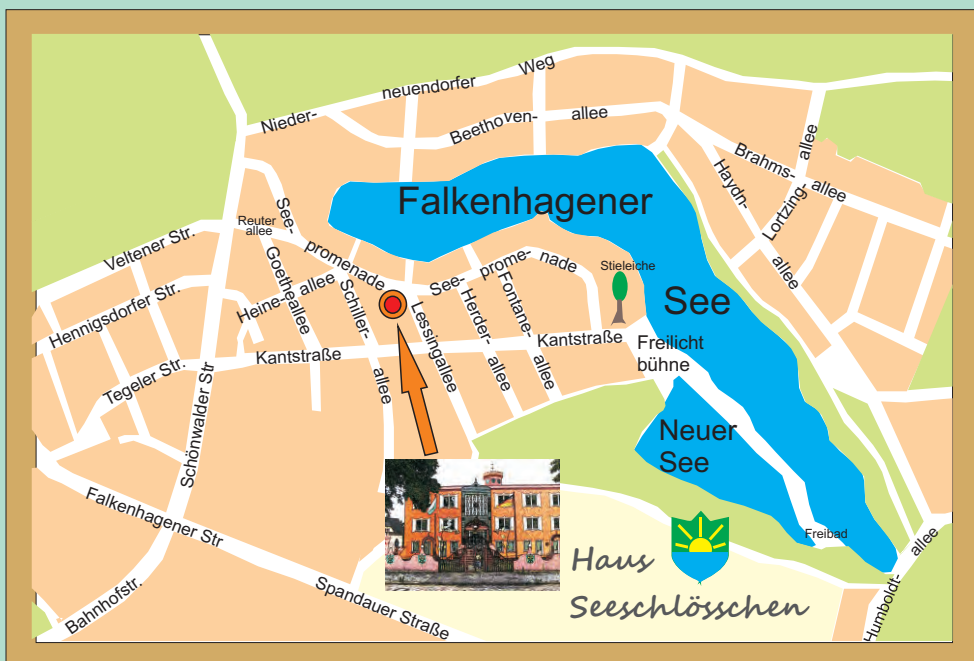 Nieder-
neuendorfer
Weg
Beethoven-
allee
Brahms-
allee
Haydn-
allee
Lortzing-
allee
Falkenhagener
See
See-
promenade
Reuter
allee
Veltener Str.
Goetheallee
Heine-
allee
Schiller-
allee
Hennigsdorfer Str.
See-
prome-
nade
Stieleiche
Lessingallee
Herder-
allee
Fontane-
allee
Kantstraße
Kantstraße
Tegeler Str.
Schönwalder Str
Freilicht
bühne
Neuer
See
Freibad
Falkenhagener Str
Spandauer Straße
Bahnhofstr.
Humboldt-
allee
Haus
Seeschlösschen